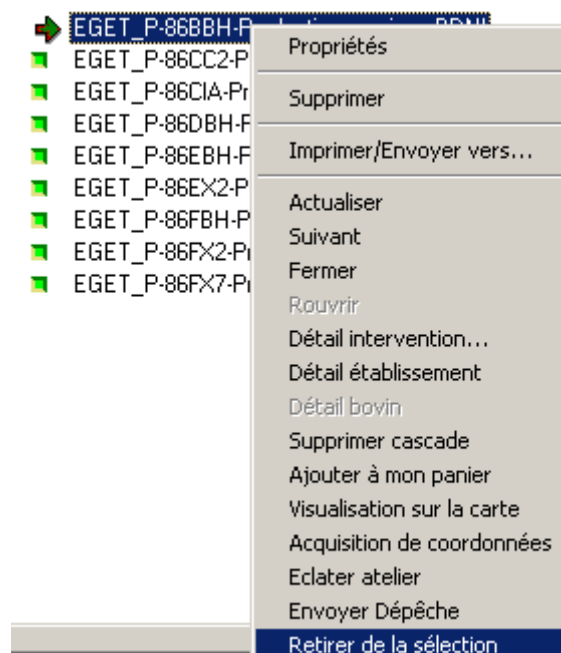 EGET_P-86BBH-P
EGET_P-86CC2-P
EGET_P-86CIA-Pr
EGET_P-86DBH-P
EGET_P-86EBH-P
EGET_P-86EX2-P
EGET_P-86FBH-P
EGET_P-86FX2-Pr
EGET_P-86FX7-Pr
Propriétés
Supprimer
Imprimer/Envoyer vers...
Actualiser
Suivant
Fermer
Rouvrir
Détail intervention...
Détail établissement
Détail bovin
Supprimer cascade
Ajouter à mon panier
Visualisation sur la carte
Acquisition de coordonnées
Eclater atelier
Envoyer Dépêche
Retirer de la sélection